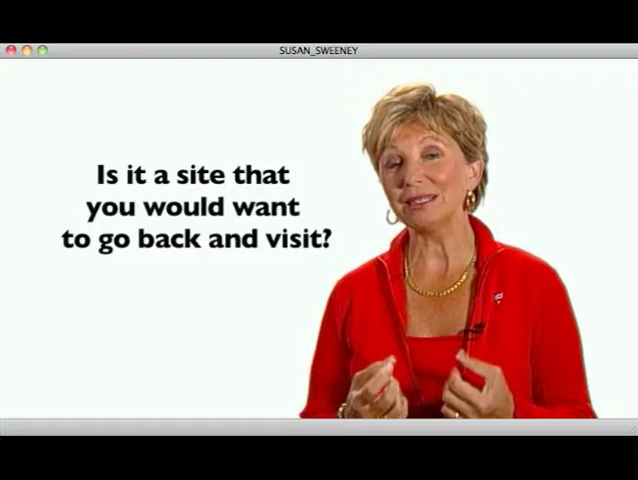 SUSAN_SWEENEY
Is it a site that
you would want
to go back and visit?